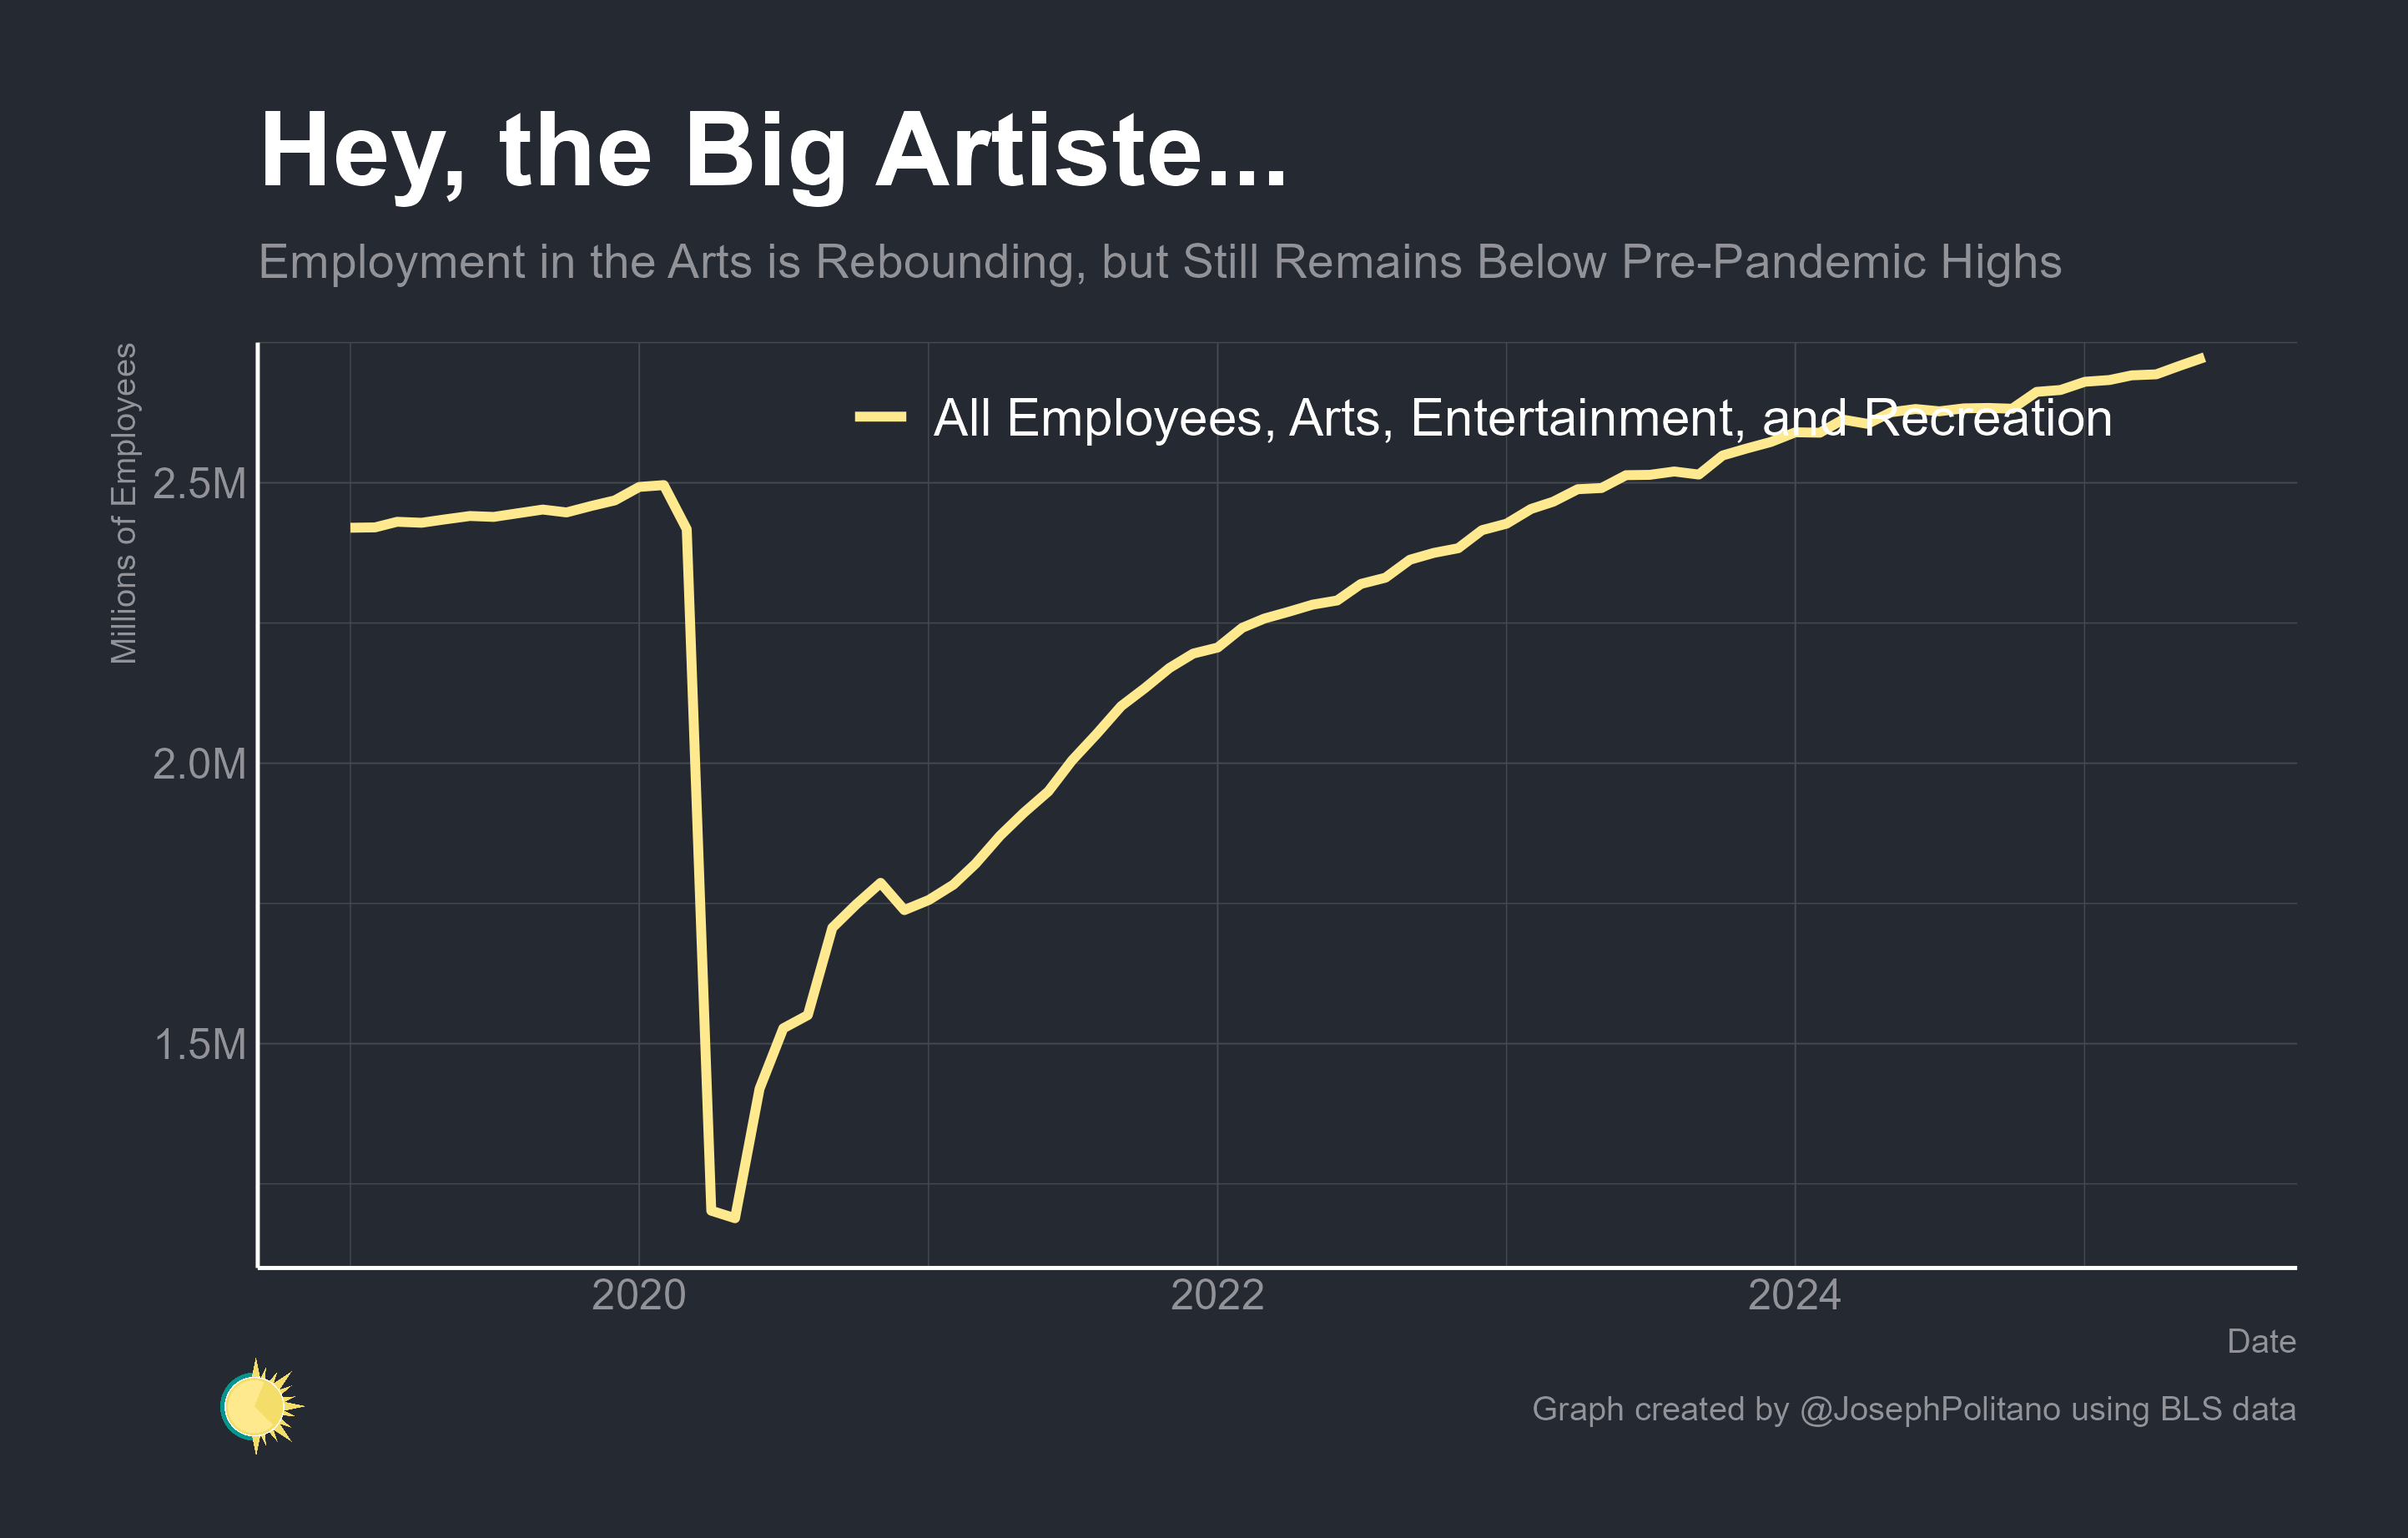 Hey, the Big Artiste...
Employment in the Arts is Rebounding, but Still Remains Below Pre-Pandemic Highs
Millions of Employees
All Employees, Arts, Entertainment, and Recreation
2.5M
2.0M
1.5M
2020
2022
2024
Date
Graph created by @JosephPolitano using BLS data